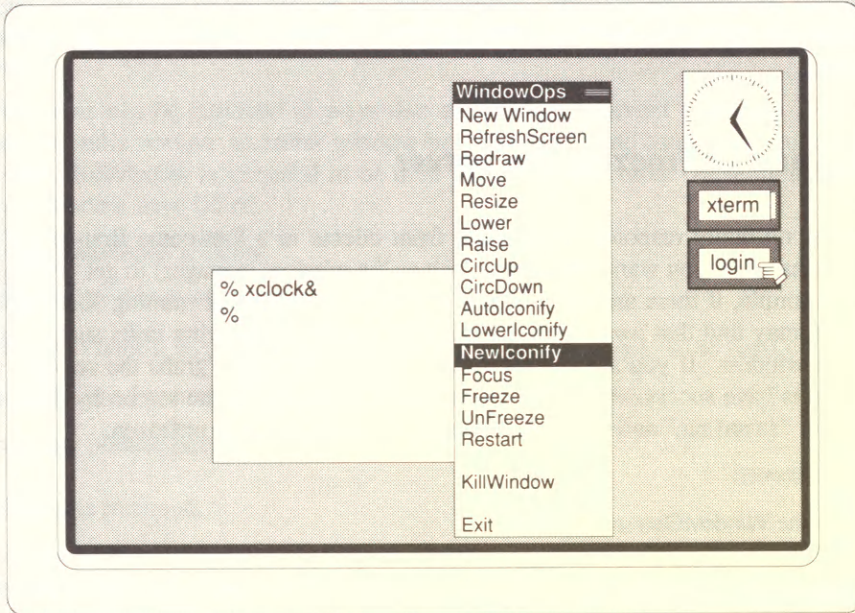 WindowOps
New Window
RefreshScreen
Redraw
Move
Resize
Lower
Raise
CircUp
CircDown
AutoIconify
LowerIconify
NewIconify
Focus
Freeze
UnFreeze
Restart
KillWindow
Exit
% xclock&
%
xterm
login